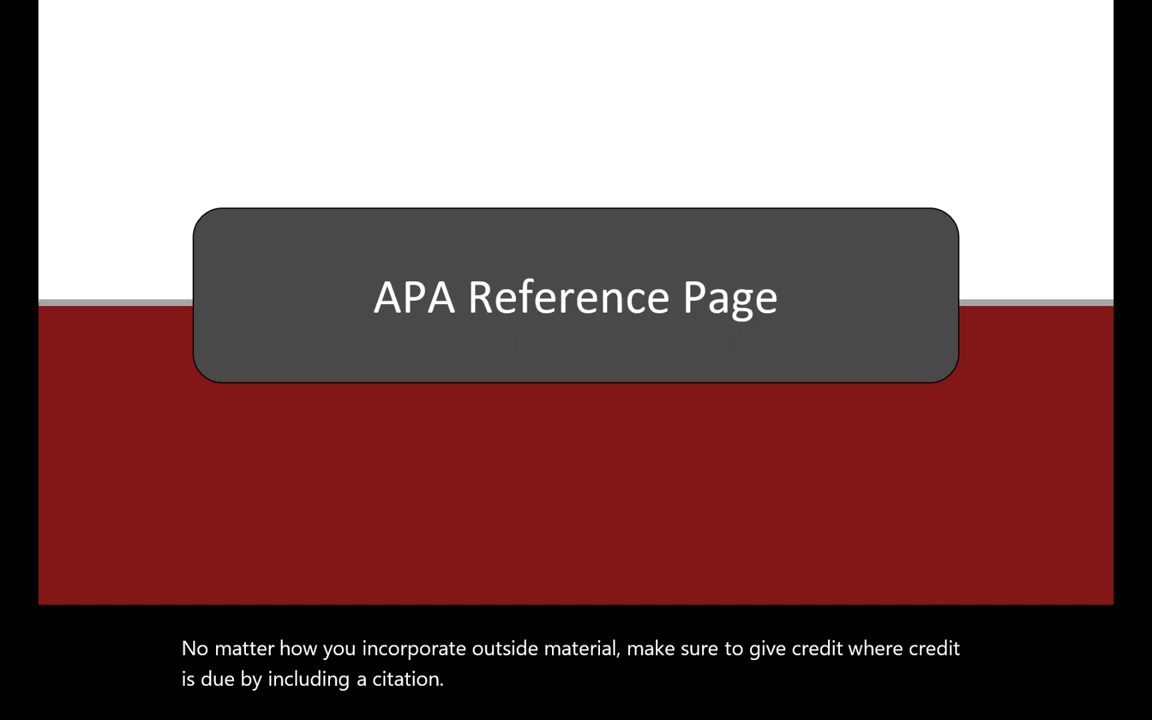 APA Reference Page
No matter how you incorporate outside material, make sure to give credit where credit
is due by including a citation.